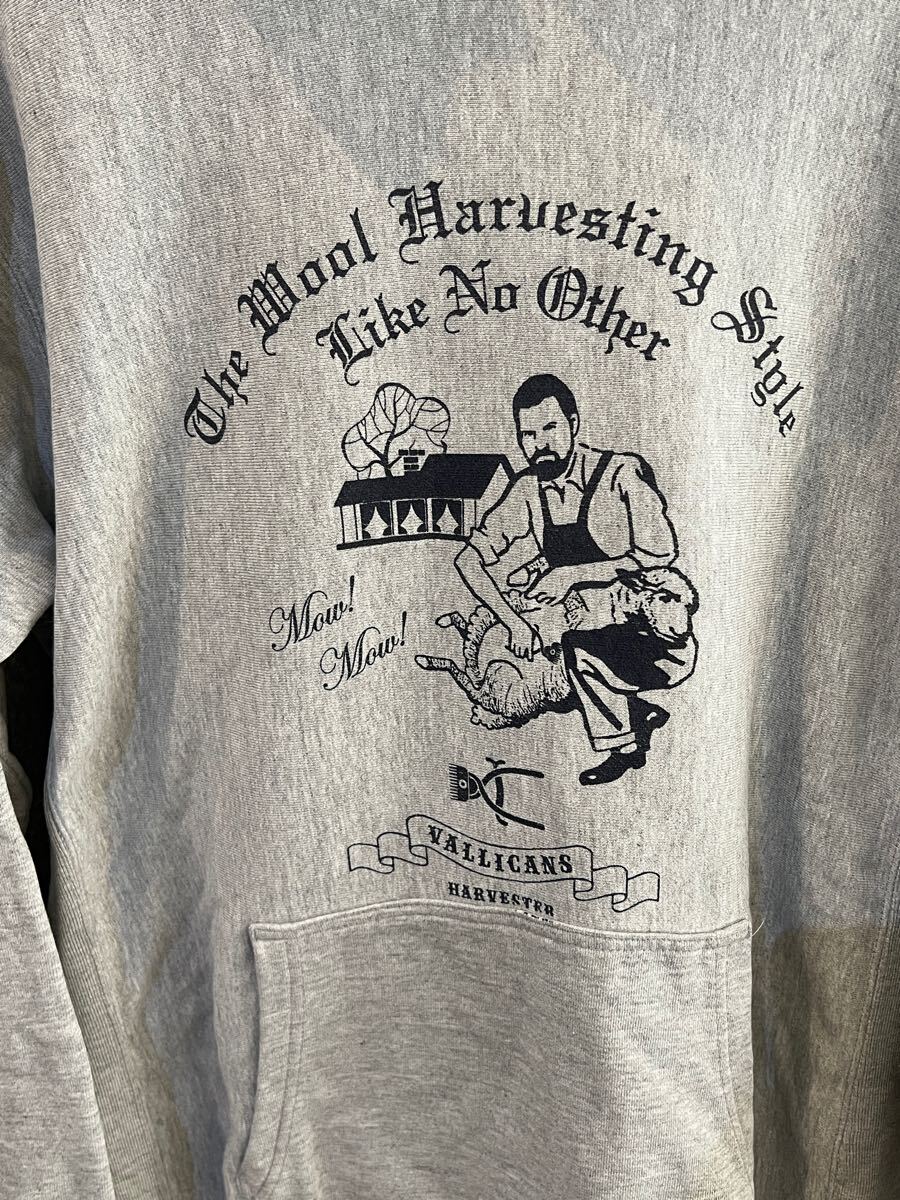 The Wool Harvesting Style
Like No Other
Mow!
Mow!
VALLICANS
HARVESTER